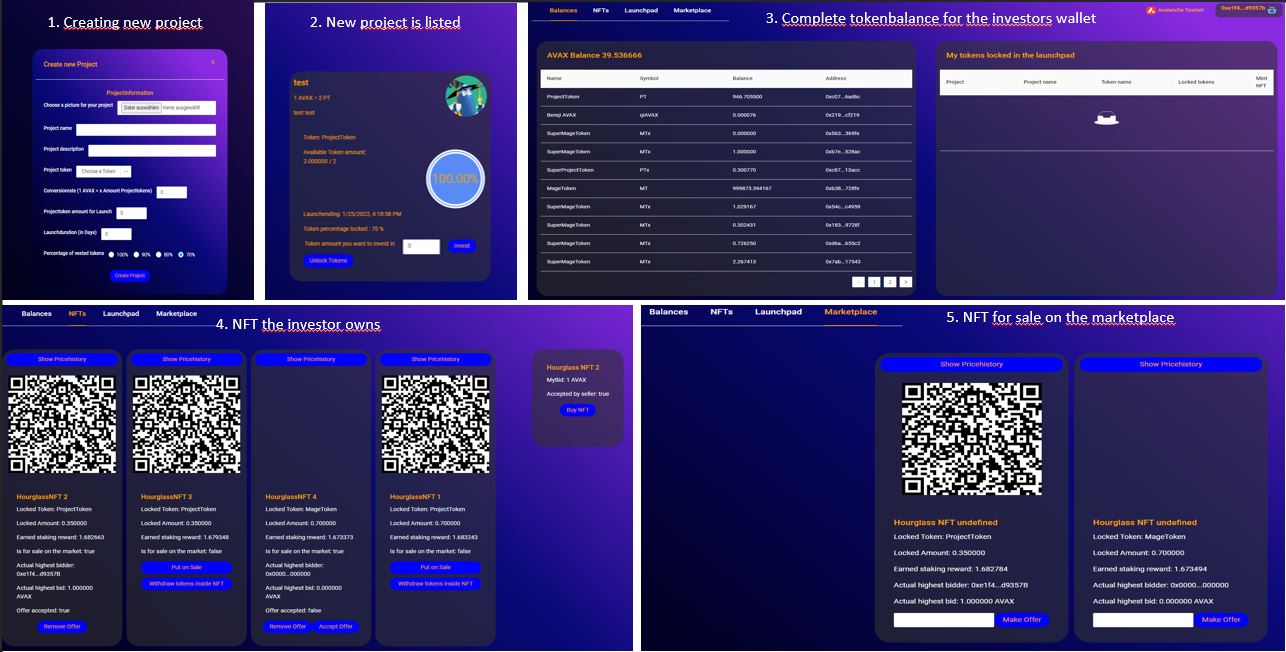 1. Creating new project
Create new Project
×
Projectinformation
Choose a picture for your project
Datei auswählen Keine ausgewählt
Project name
Project description
Project token
Choose a Token
Conversionrate (1 AVAX = x Amount Projecttokens)
0
Projecttoken amount for Launch
0
Launchduration (in Days)
0
Percentage of vested tokens
100% 90% 80% 70%
Create Project
2. New project is listed
test
1 AVAX = 2 PT
test test
Token: ProjectToken
Available Token amount:
2.000000 / 2
100.00%
Launchending: 1/25/2022, 4:18:58 PM
Token percentage locked : 70 %
Token amount you want to invest in
0
Invest
Unlock Tokens
Balances NFTs Launchpad Marketplace
Avalanche Testnet
0xe1f4...d9357b
3. Complete tokenbalance for the investors wallet
AVAX Balance 39.536666
Name Symbol Balance Address
ProjectToken PT 946.705500 0xc07...6ad6c
Benqi AVAX qiAVAX 0.000076 0x219...cf219
SuperMageToken MTx 0.000000 0x563...369fe
SuperMageToken MTx 1.000000 0xb7e...528ac
SuperProjectToken PTx 0.300770 0xc87...13acc
MageToken MT 999873.394167 0xb38...728fe
SuperMageToken MTx 1.029167 0x54c...c4959
SuperMageToken MTx 0.302431 0x183...9728f
SuperMageToken MTx 0.726250 0xd6a...655c2
SuperMageToken MTx 2.267413 0x7ab...17543
< 1 2 >
My tokens locked in the launchpad
Project Project name Token name Locked tokens Mint NFT
Balances NFTs Launchpad Marketplace
4. NFT the investor owns
Show Pricehistory
HourglassNFT 2
Locked Token: ProjectToken
Locked Amount: 0.350000
Earned staking reward: 1.682663
Is for sale on the market: true
Actual highest bidder:
0xe1f4...d9357B
Actual highest bid: 1.000000
AVAX
Offer accepted: true
Remove Offer
Show Pricehistory
HourglassNFT 3
Locked Token: ProjectToken
Locked Amount: 0.350000
Earned staking reward: 1.679348
Is for sale on the market: false
Put on Sale
Withdraw tokens inside NFT
Show Pricehistory
HourglassNFT 4
Locked Token: MageToken
Locked Amount: 0.700000
Earned staking reward: 1.673373
Is for sale on the market: true
Actual highest bidder:
0x0000...000000
Actual highest bid: 0.000000
AVAX
Offer accepted: false
Remove Offer Accept Offer
Show Pricehistory
HourglassNFT 1
Locked Token: ProjectToken
Locked Amount: 0.700000
Earned staking reward: 1.683243
Is for sale on the market: false
Put on Sale
Withdraw tokens inside NFT
Hourglass NFT 2
MyBid: 1 AVAX
Accepted by seller: true
Buy NFT
Balances NFTs Launchpad Marketplace
5. NFT for sale on the marketplace
Show Pricehistory
Hourglass NFT undefined
Locked Token: ProjectToken
Locked Amount: 0.350000
Earned staking reward: 1.682784
Actual highest bidder: 0xe1f4...d9357B
Actual highest bid: 1.000000 AVAX
Make Offer
Show Pricehistory
Hourglass NFT undefined
Locked Token: MageToken
Locked Amount: 0.700000
Earned staking reward: 1.673494
Actual highest bidder: 0x0000...000000
Actual highest bid: 0.000000 AVAX
Make Offer